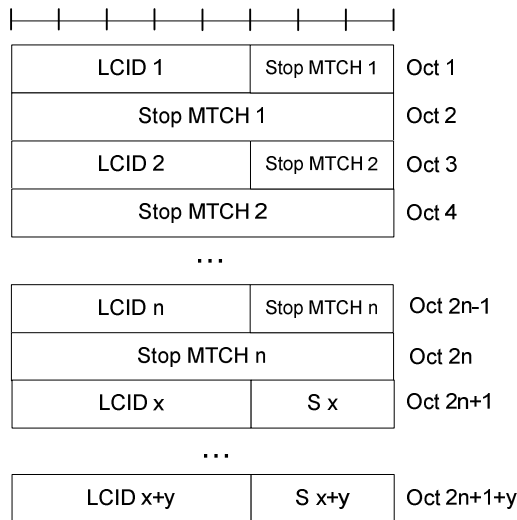 LCID 1 Stop MTCH 1 Oct 1
Stop MTCH 1 Oct 2
LCID 2 Stop MTCH 2 Oct 3
Stop MTCH 2 Oct 4
...
LCID n Stop MTCH n Oct 2n-1
Stop MTCH n Oct 2n
LCID x S x Oct 2n+1
...
LCID x+y S x+y Oct 2n+1+y